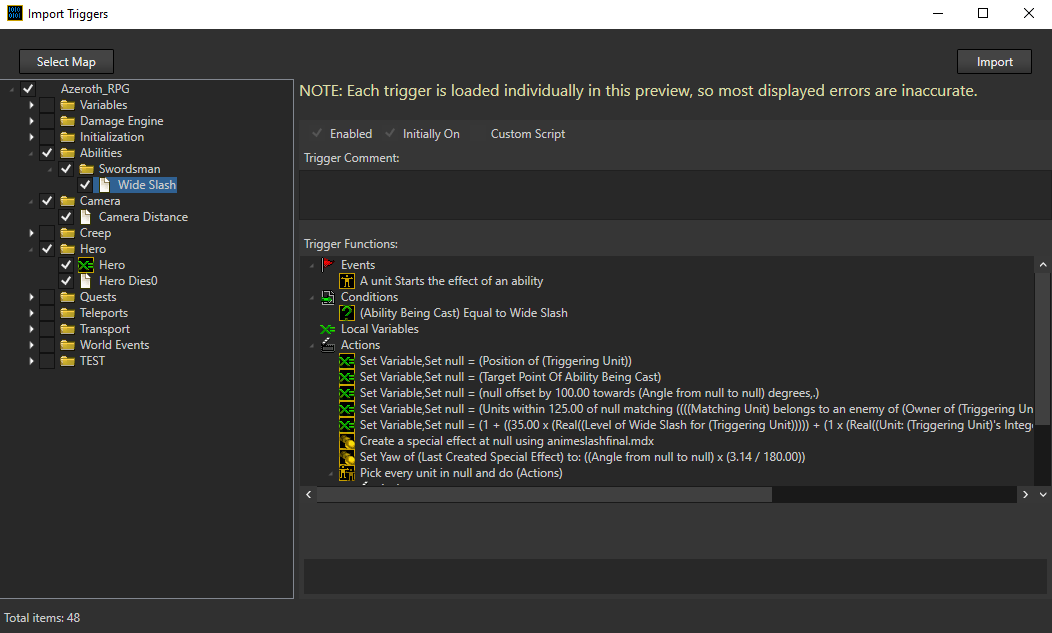 Import Triggers
Select Map
Import
Azeroth_RPG
Variables
Damage Engine
Initialization
Abilities
Swordsman
Wide Slash
Camera
Camera Distance
Creep
Hero
Hero
Hero Dies0
Quests
Teleports
Transport
World Events
TEST
NOTE: Each trigger is loaded individually in this preview, so most displayed errors are inaccurate.
Enabled Initially On Custom Script
Trigger Comment:
Trigger Functions:
Events
A unit Starts the effect of an ability
Conditions
(Ability Being Cast) Equal to Wide Slash
Local Variables
Actions
Set Variable,Set null = (Position of (Triggering Unit))
Set Variable,Set null = (Target Point Of Ability Being Cast)
Set Variable,Set null = (null offset by 100.00 towards (Angle from null to null) degrees,.)
Set Variable,Set null = (Units within 125.00 of null matching ((((Matching Unit) belongs to an enemy of (Owner of (Triggering Un
Set Variable,Set null = (1 + ((35.00 x (Real((Level of Wide Slash for (Triggering Unit))))) + (1 x (Real((Unit: (Triggering Unit)'s Intege
Create a special effect at null using animeslashfinal.mdx
Set Yaw of (Last Created Special Effect) to: ((Angle from null to null) x (3.14 / 180.00))
Pick every unit in null and do (Actions)
Total items: 48